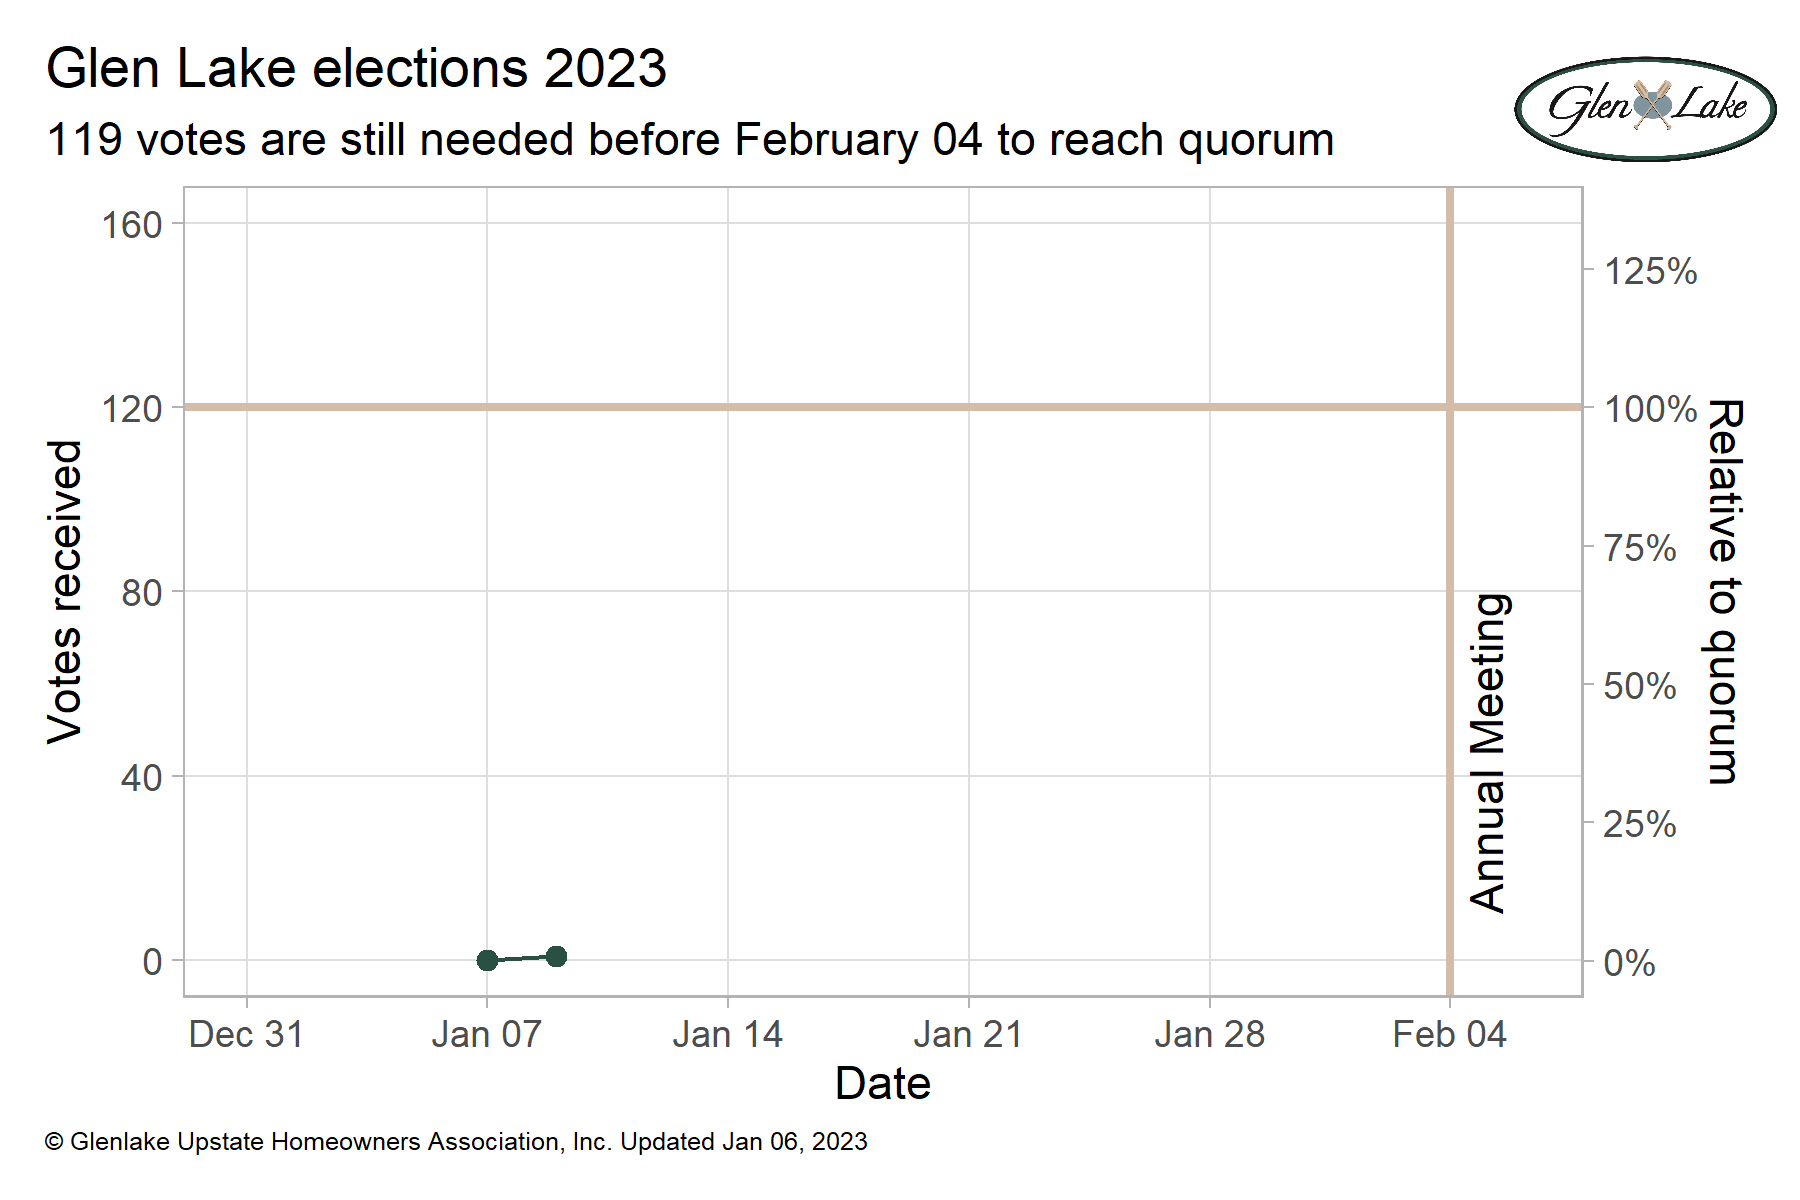 Glen Lake elections 2023
119 votes are still needed before February 04 to reach quorum
Glen Lake
160
120
80
40
0
Votes received
125%
100%
75%
50%
25%
0%
Relative to quorum
Annual Meeting
Dec 31
Jan 07
Jan 14
Jan 21
Jan 28
Feb 04
Date
© Glenlake Upstate Homeowners Association, Inc. Updated Jan 06, 2023